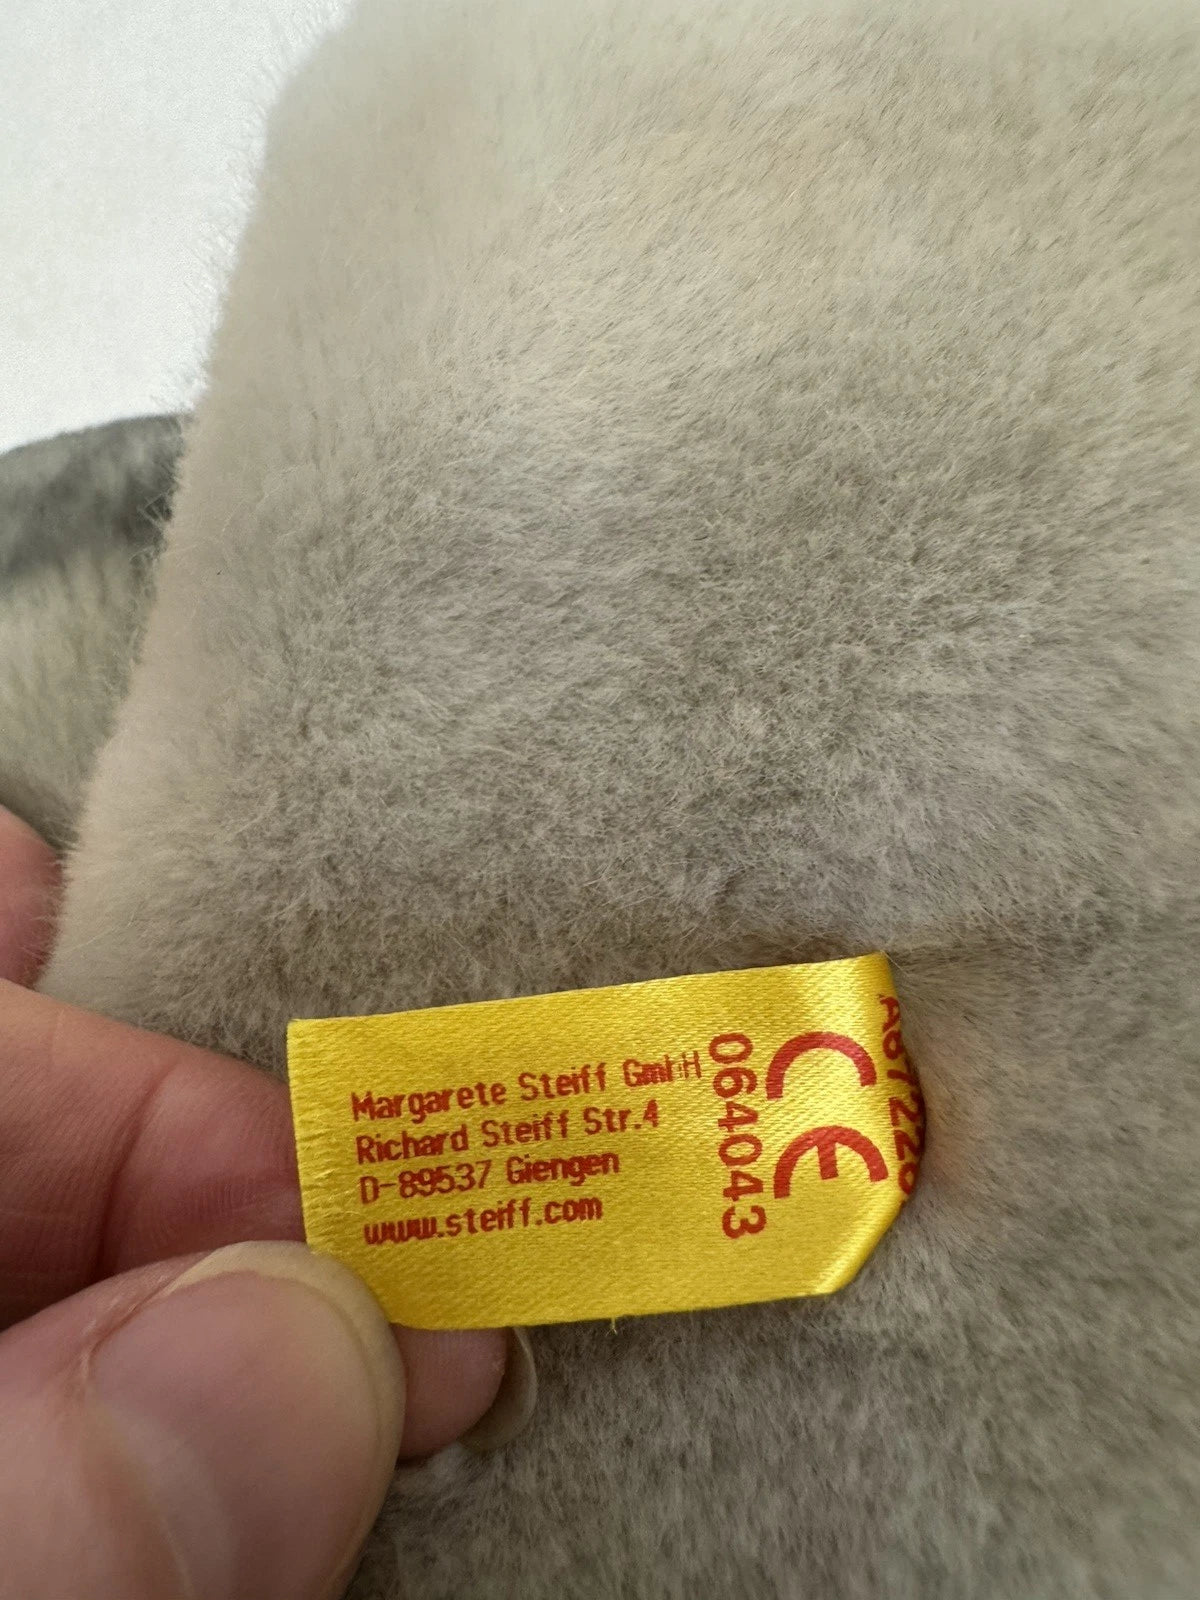 Margarete Steiff GmbH
Richard Steiff Str.4
D-89537 Giengen
www.steiff.com
064043
CE